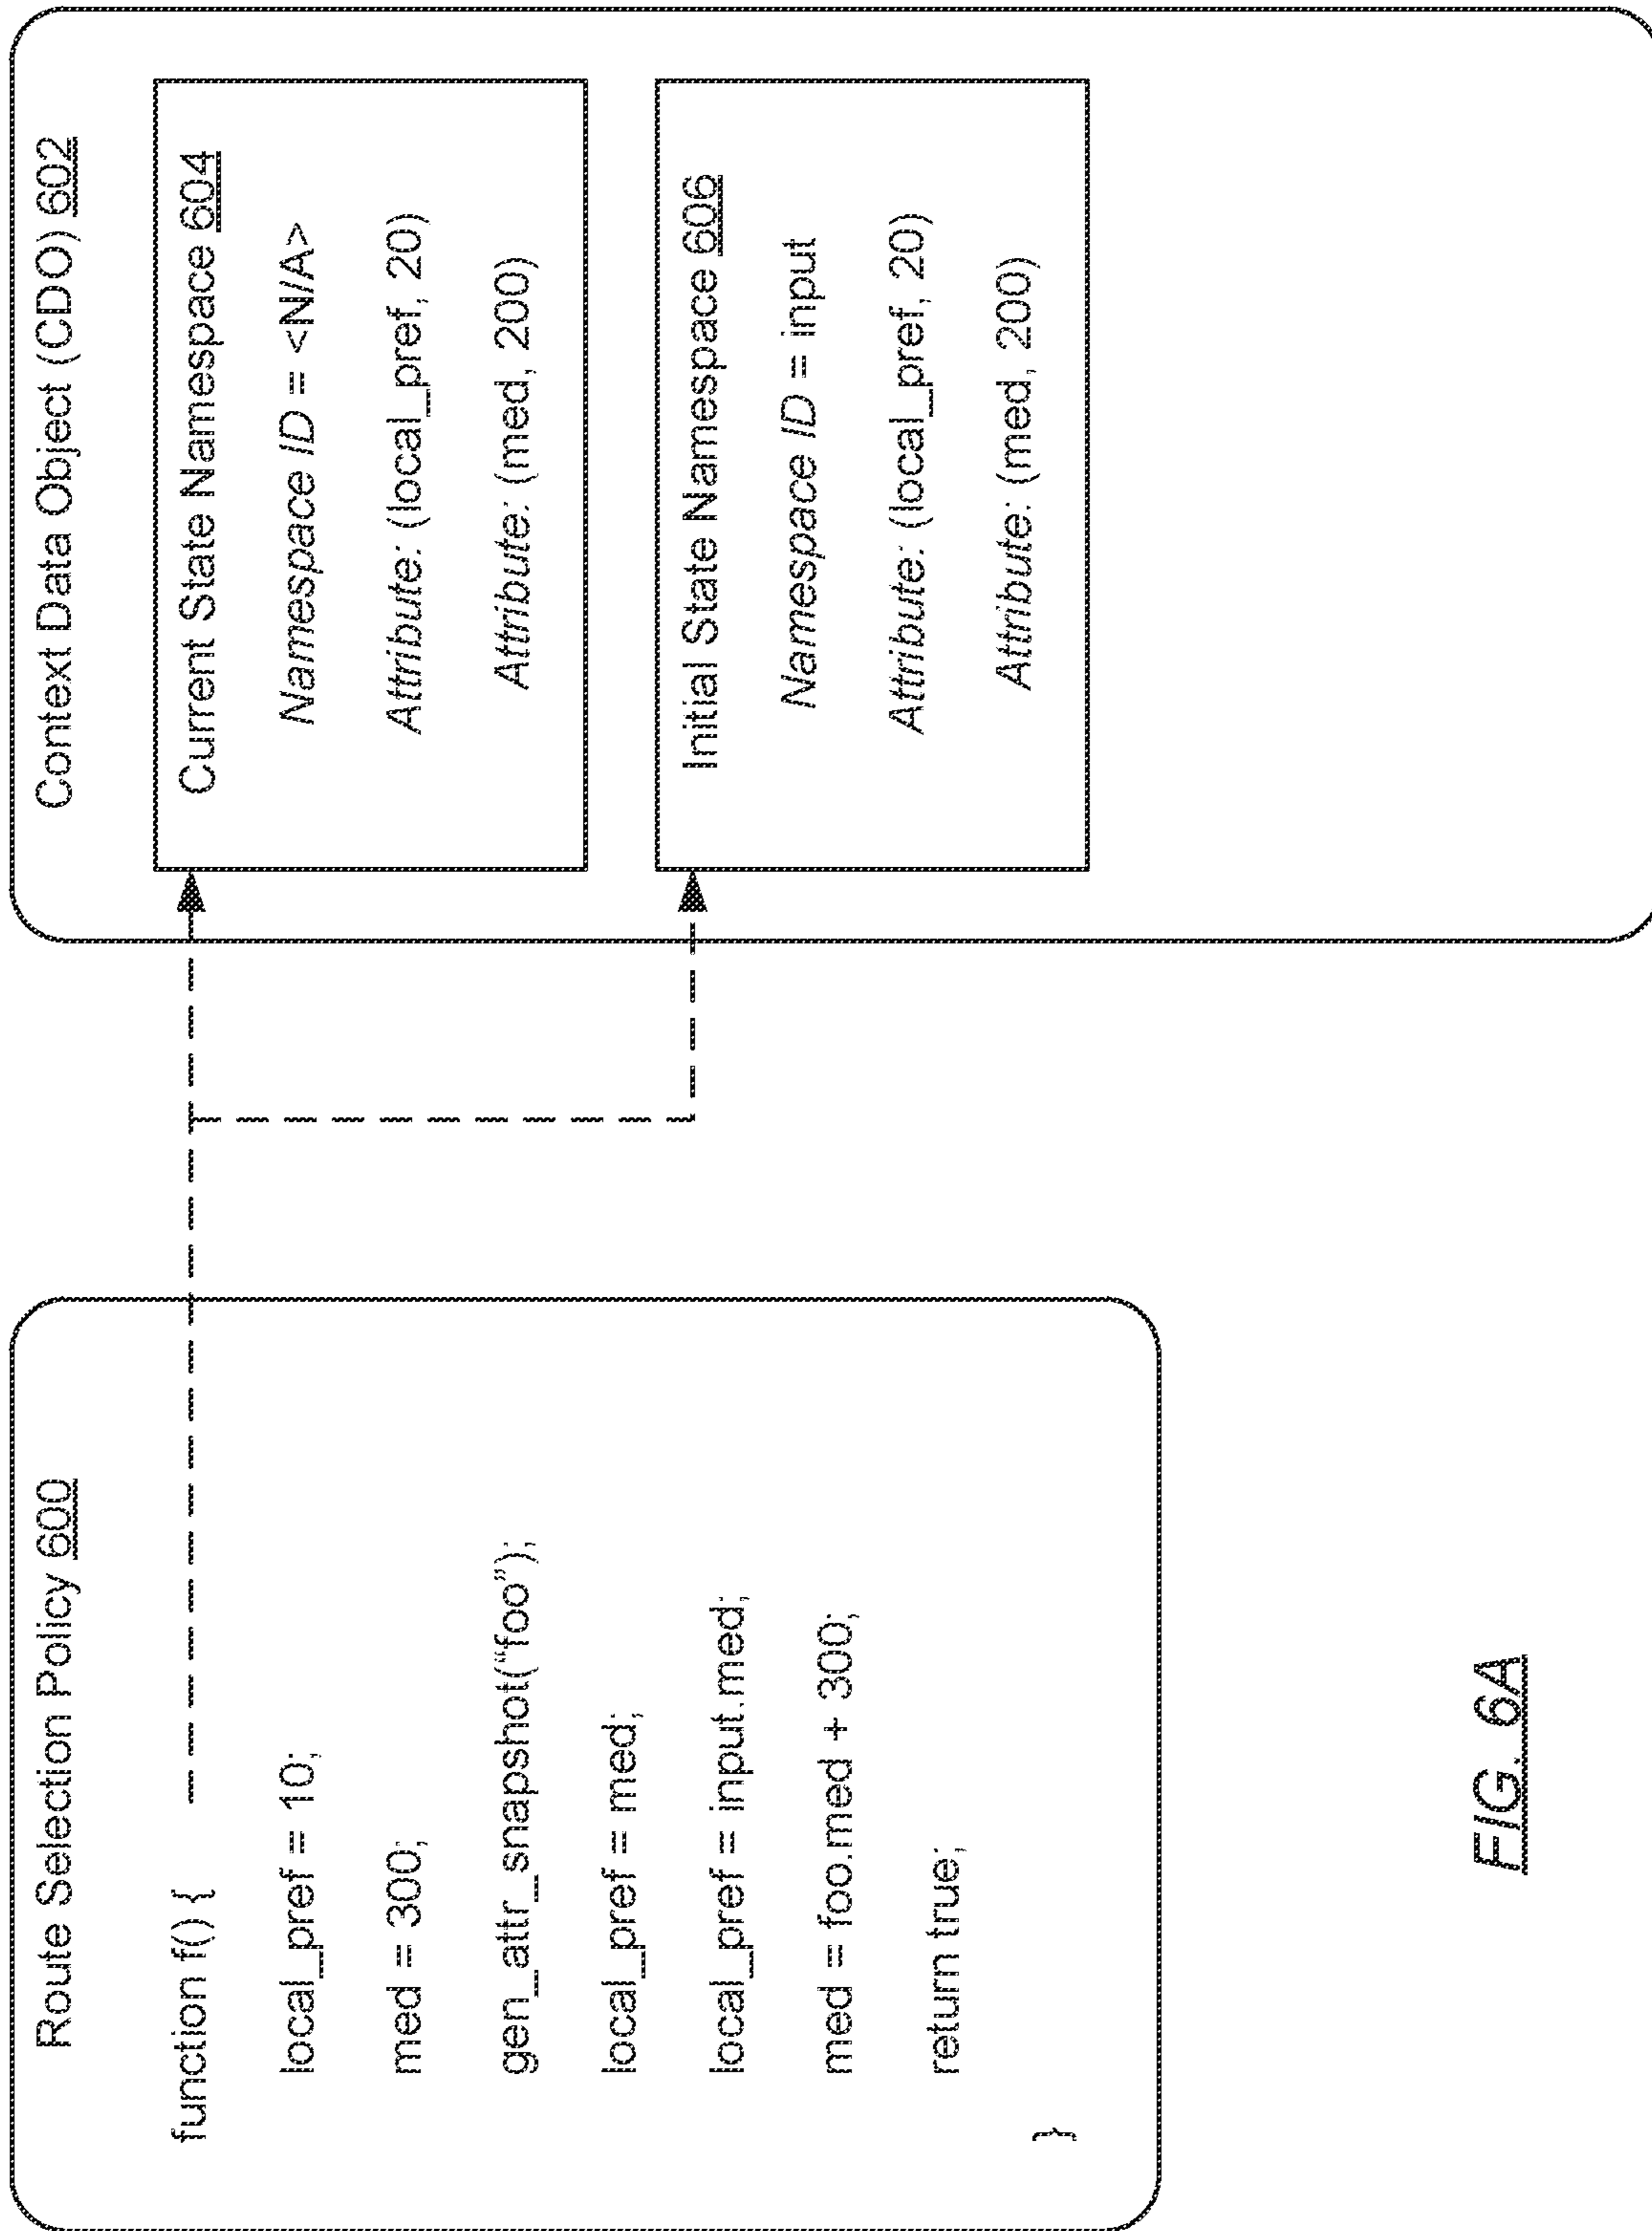 Route Selection Policy 600
function f() {
local_pref = 10;
med = 300;
gen_attr_snapshot(“foo”);
local_pref = med;
local_pref = input.med;
med = foo.med + 300;
return true;
}
Context Data Object (CDO) 602
Current State Namespace 604
Namespace ID = <N/A>
Attribute: (local_pref, 20)
Attribute: (med, 200)
Initial State Namespace 606
Namespace ID = input
Attribute: (local_pref, 20)
Attribute: (med, 200)
FIG. 6A